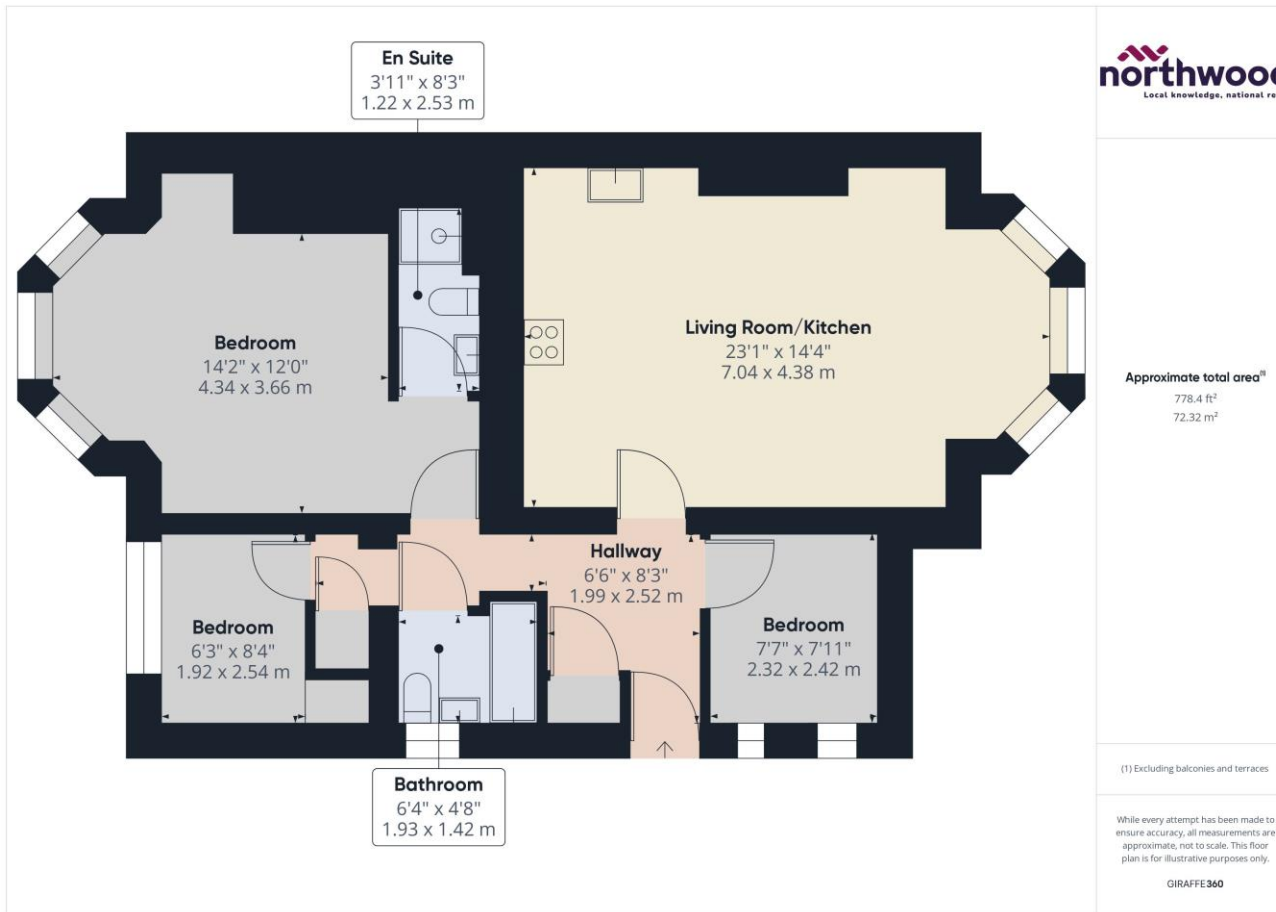 En Suite
3'11" x 8'3"
1.22 x 2.53 m
Bedroom
14'2" x 12'0"
4.34 x 3.66 m
Living Room/Kitchen
23'1" x 14'4"
7.04 x 4.38 m
Hallway
6'6" x 8'3"
1.99 x 2.52 m
Bedroom
6'3" x 8'4"
1.92 x 2.54 m
Bedroom
7'7" x 7'11"
2.32 x 2.42 m
Bathroom
6'4" x 4'8"
1.93 x 1.42 m
northwood
Local knowledge, national re
Approximate total area⁽¹⁾
778.4 ft²
72.32 m²
(1) Excluding balconies and terraces
While every attempt has been made to
ensure accuracy, all measurements are
approximate, not to scale. This floor
plan is for illustrative purposes only.
GIRAFFE360